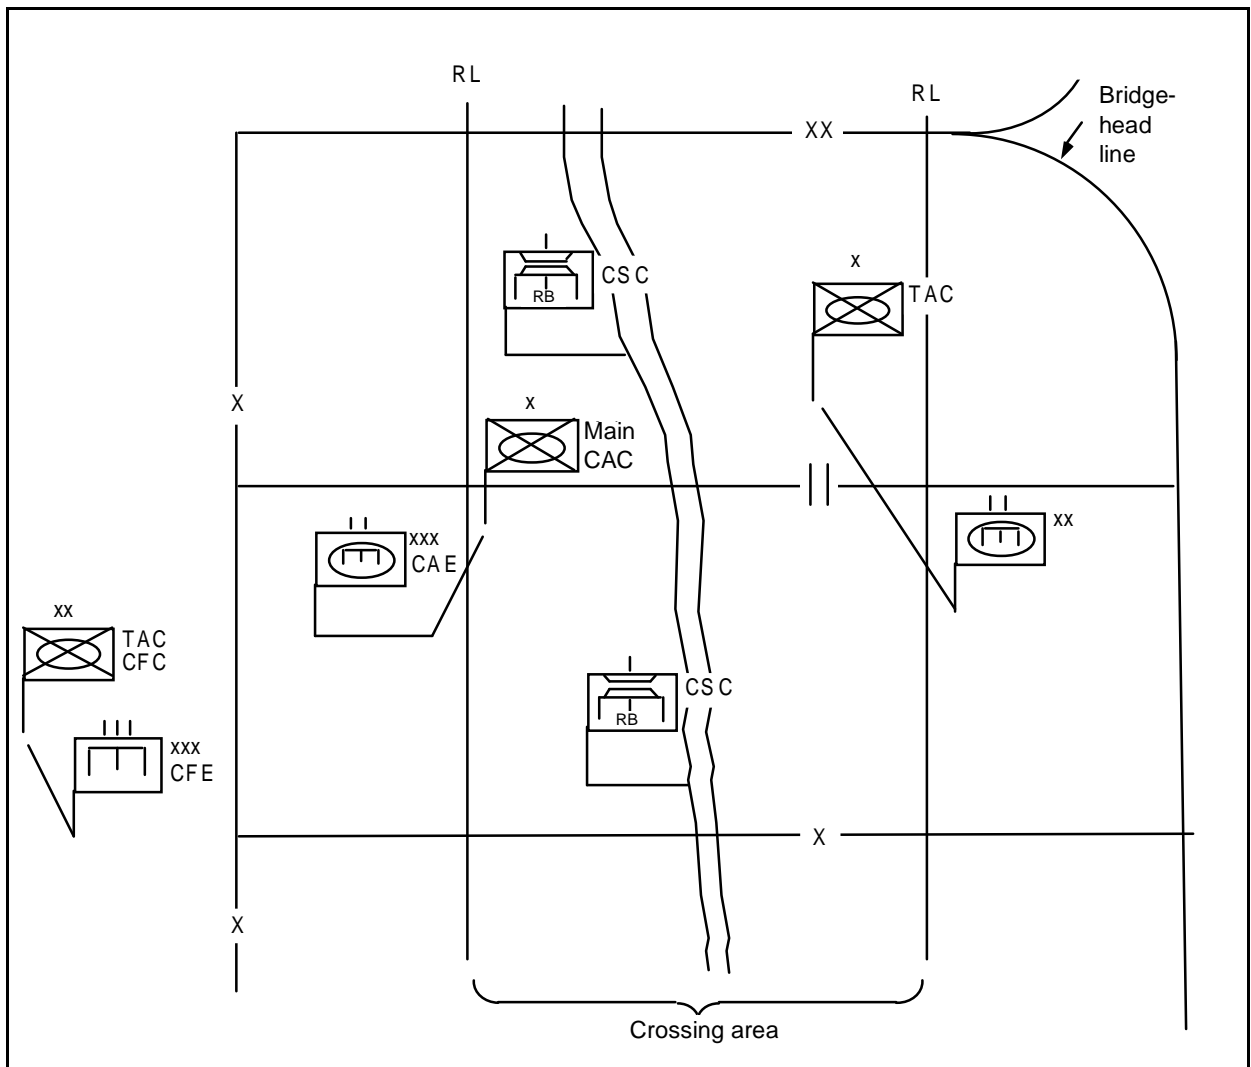 RL
RL
Bridge-
head
line
XX
CSC
RB
x
TAC
X
x
Main
CAC
xxx
CAE
xx
xx
TAC
CFC
CSC
RB
xxx
CFE
X
X
Crossing area